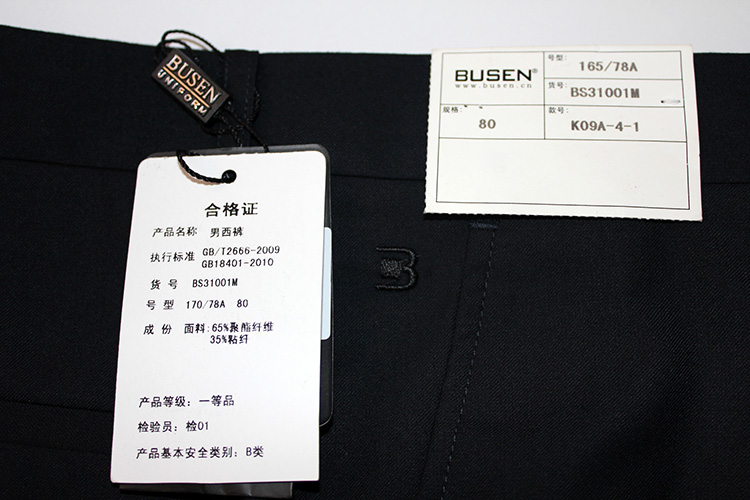 BUSEN
UNIFORM
合格证
产品名称 男西裤
执行标准 GB/T2666-2009
GB18401-2010
货 号 BS31001M
号 型 170/78A 80
成 份 面料:65%聚酯纤维
35%粘纤
产品等级: 一等品
检验员: 检01
产品基本安全类别: B类
BUSEN®
www.busen.cn
号型: 165/78A
货号: BS31001M
规格: 80
款号: K09A-4-1
B